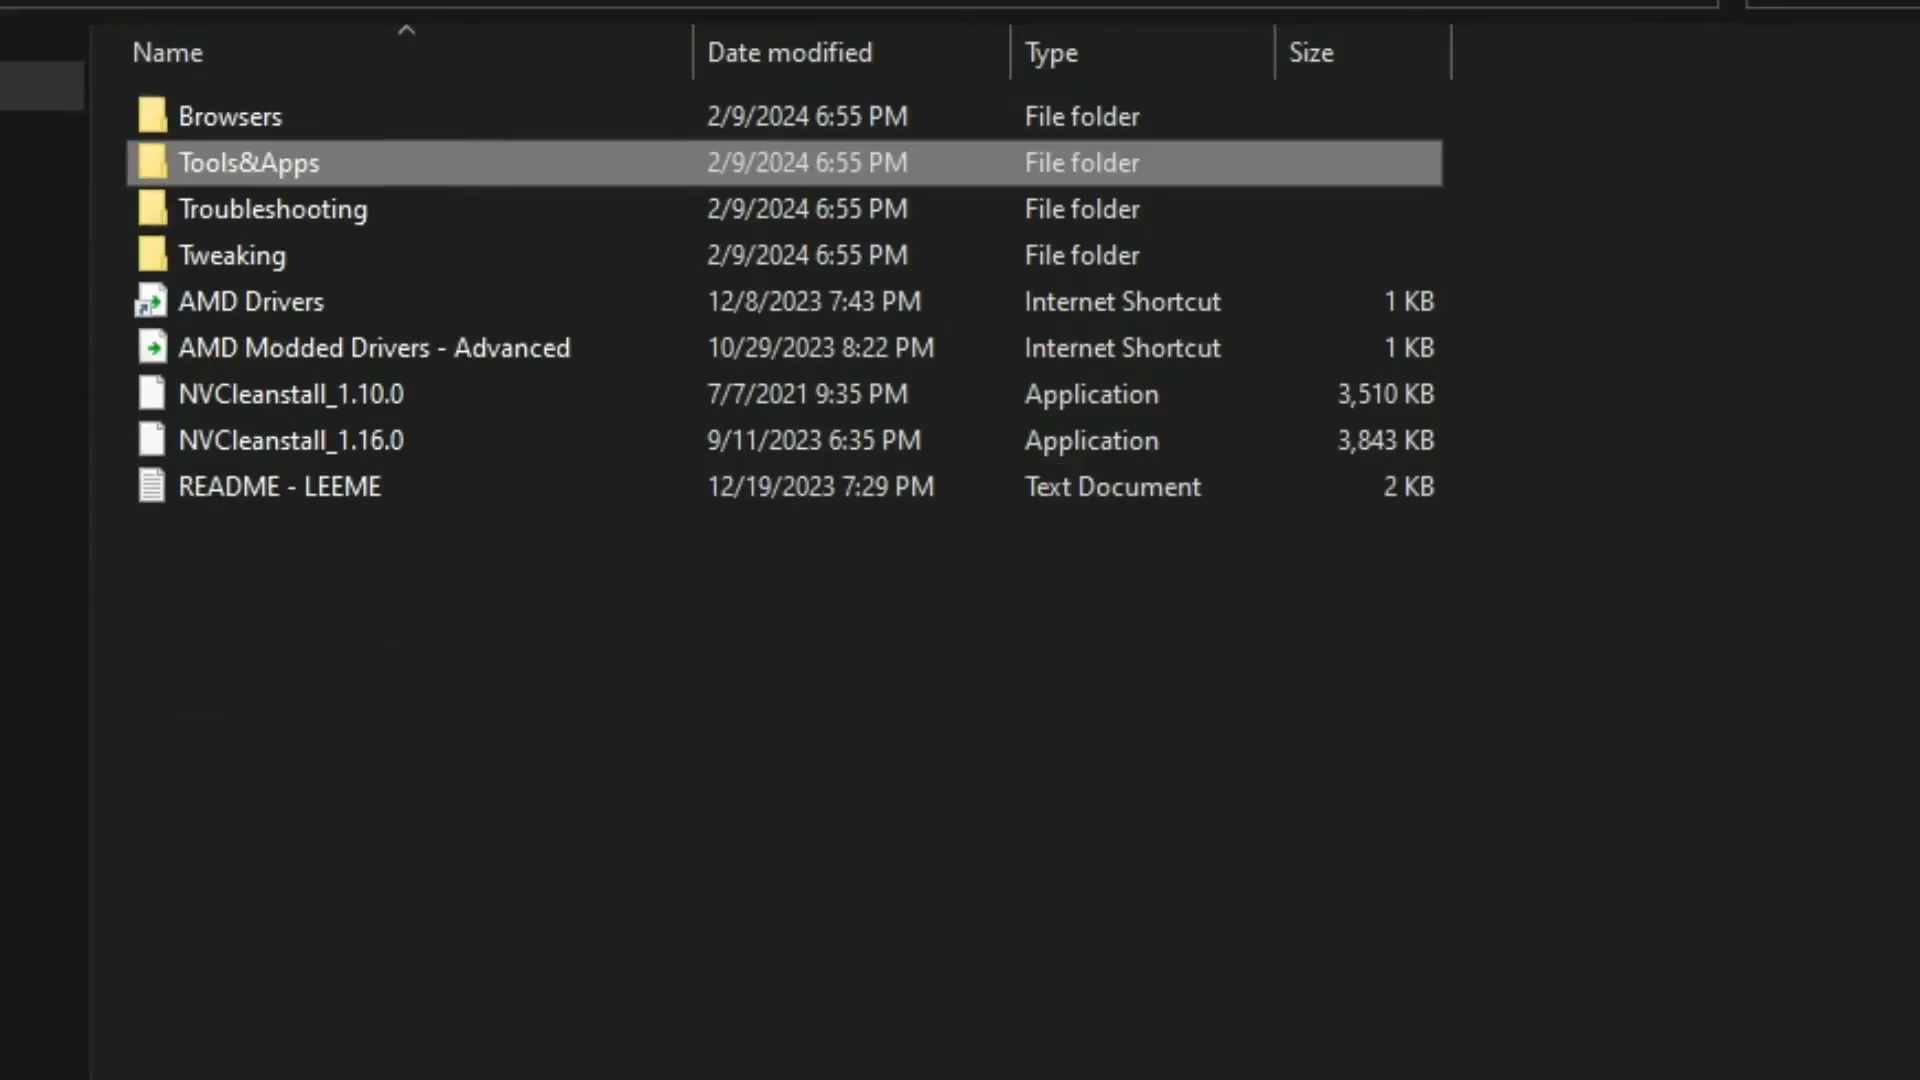 Name Date modified Type Size
Browsers 2/9/2024 6:55 PM File folder
Tools&Apps 2/9/2024 6:55 PM File folder
Troubleshooting 2/9/2024 6:55 PM File folder
Tweaking 2/9/2024 6:55 PM File folder
AMD Drivers 12/8/2023 7:43 PM Internet Shortcut 1 KB
AMD Modded Drivers - Advanced 10/29/2023 8:22 PM Internet Shortcut 1 KB
NVCleanstall_1.10.0 7/7/2021 9:35 PM Application 3,510 KB
NVCleanstall_1.16.0 9/11/2023 6:35 PM Application 3,843 KB
README - LEEME 12/19/2023 7:29 PM Text Document 2 KB